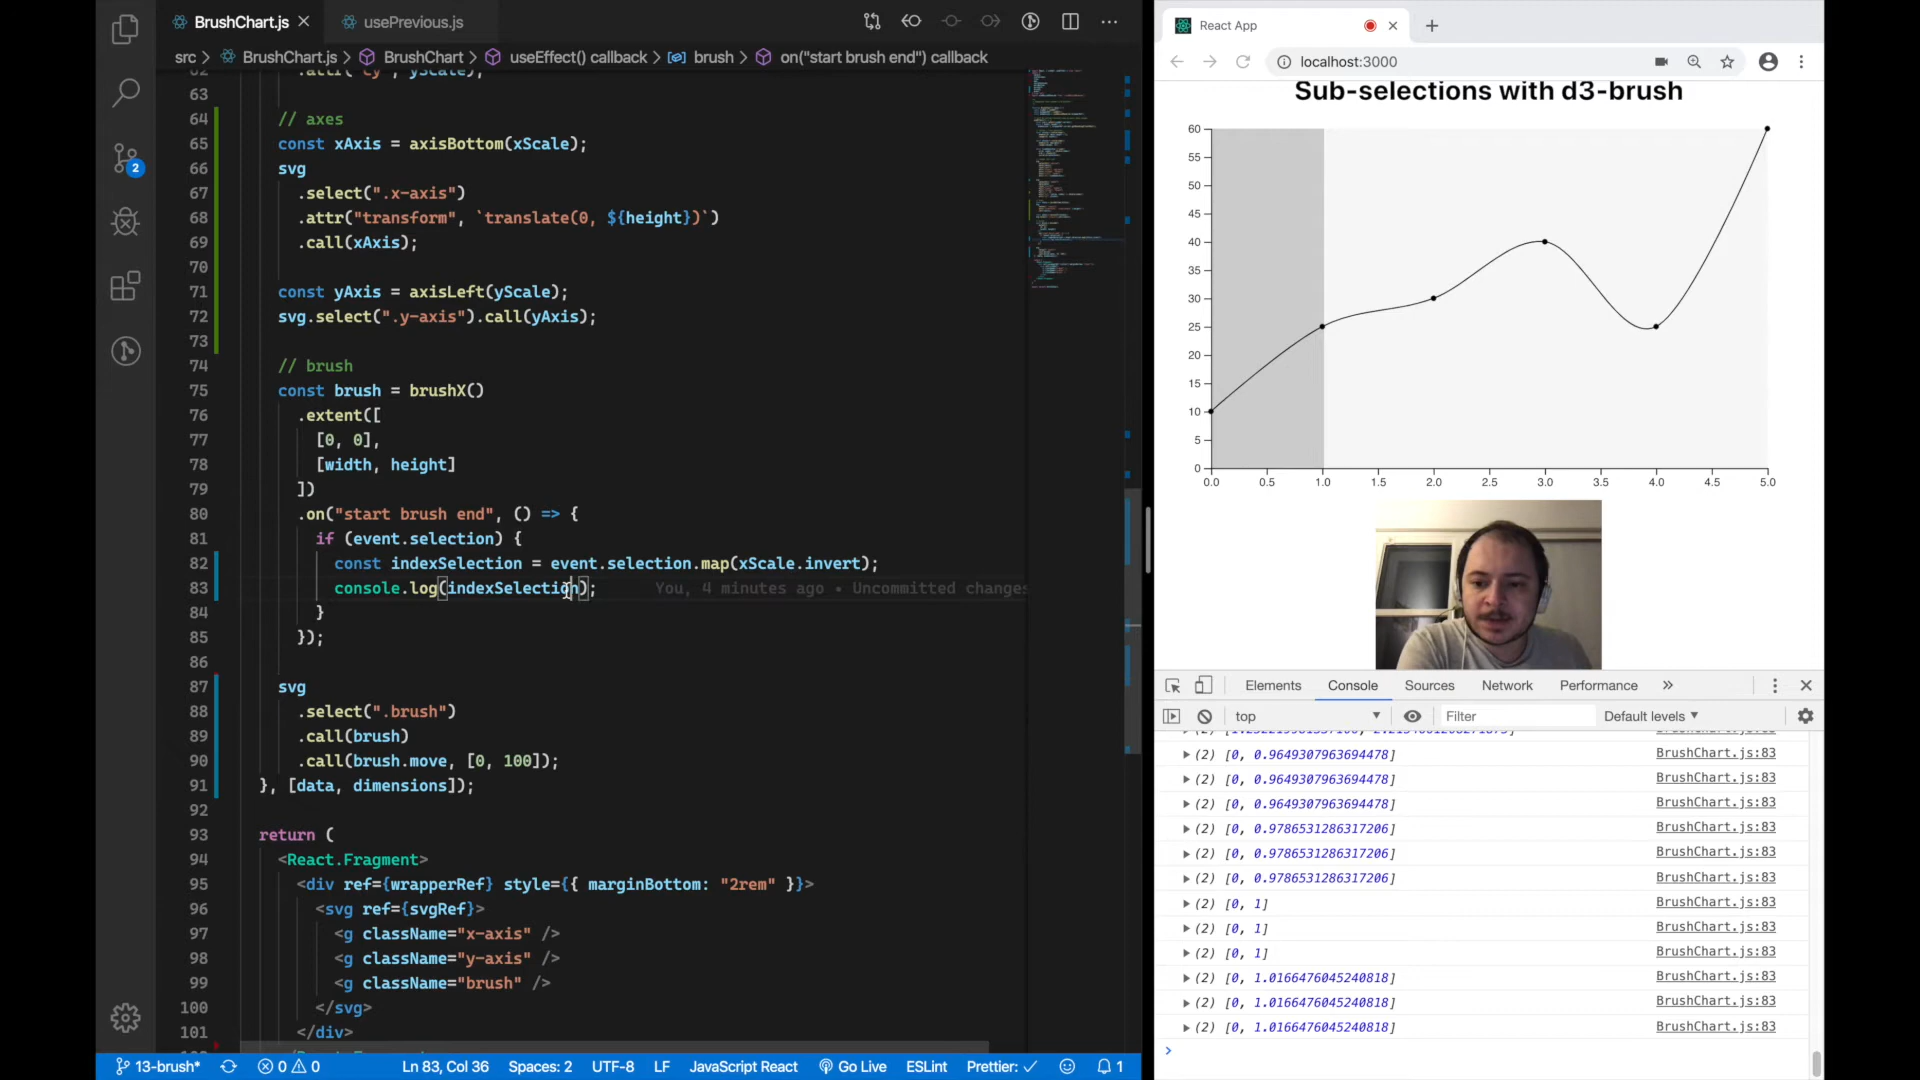 BrushChart.js
usePrevious.js
src > BrushChart.js > BrushChart > useEffect() callback > brush > on("start brush end") callback
63
64 // axes
65 const xAxis = axisBottom(xScale);
66 svg
67 .select(".x-axis")
68 .attr("transform", `translate(0, ${height})`)
69 .call(xAxis);
70
71 const yAxis = axisLeft(yScale);
72 svg.select(".y-axis").call(yAxis);
73
74 // brush
75 const brush = brushX()
76 .extent([
77 [0, 0],
78 [width, height]
79 ])
80 .on("start brush end", () => {
81 if (event.selection) {
82 const indexSelection = event.selection.map(xScale.invert);
83 console.log(indexSelection); You, 4 minutes ago • Uncommitted changes
84 }
85 });
86
87 svg
88 .select(".brush")
89 .call(brush)
90 .call(brush.move, [0, 100]);
91 }, [data, dimensions]);
92
93 return (
94 <React.Fragment>
95 <div ref={wrapperRef} style={{ marginBottom: "2rem" }}>
96 <svg ref={svgRef}>
97 <g className="x-axis" />
98 <g className="y-axis" />
99 <g className="brush" />
100 </svg>
101 </div>
2
13-brush* 0 0 Ln 83, Col 36 Spaces: 2 UTF-8 LF JavaScript React Go Live ESLint Prettier: ✓ 1
React App
localhost:3000
Sub-selections with d3-brush
60
55
50
45
40
35
30
25
20
15
10
5
0
0.0 0.5 1.0 1.5 2.0 2.5 3.0 3.5 4.0 4.5 5.0
Elements Console Sources Network Performance »
top Filter Default levels
(2) [0, 0.9649307963694478] BrushChart.js:83
(2) [0, 0.9649307963694478] BrushChart.js:83
(2) [0, 0.9649307963694478] BrushChart.js:83
(2) [0, 0.9786531286317206] BrushChart.js:83
(2) [0, 0.9786531286317206] BrushChart.js:83
(2) [0, 0.9786531286317206] BrushChart.js:83
(2) [0, 1] BrushChart.js:83
(2) [0, 1] BrushChart.js:83
(2) [0, 1] BrushChart.js:83
(2) [0, 1.0166476045240818] BrushChart.js:83
(2) [0, 1.0166476045240818] BrushChart.js:83
(2) [0, 1.0166476045240818] BrushChart.js:83